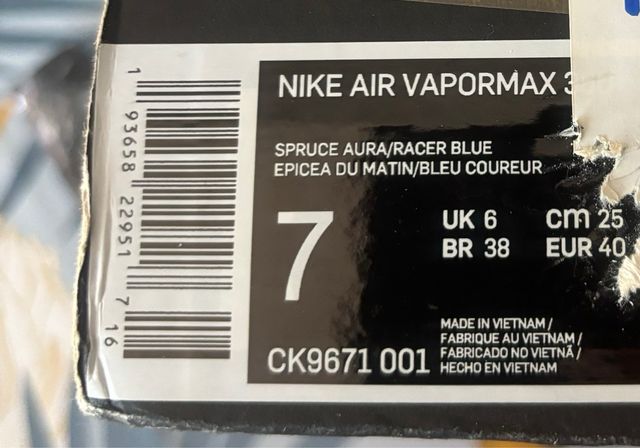 NIKE AIR VAPORMAX 3
SPRUCE AURA/RACER BLUE
EPICEA DU MATIN/BLEU COUREUR
7
UK 6 cm 25
BR 38 EUR 40
MADE IN VIETNAM /
FABRIQUE AU VIETNAM /
FABRICADO NO VIETNÃ /
HECHO EN VIETNAM
CK9671 001
1 93658 22951 7 16